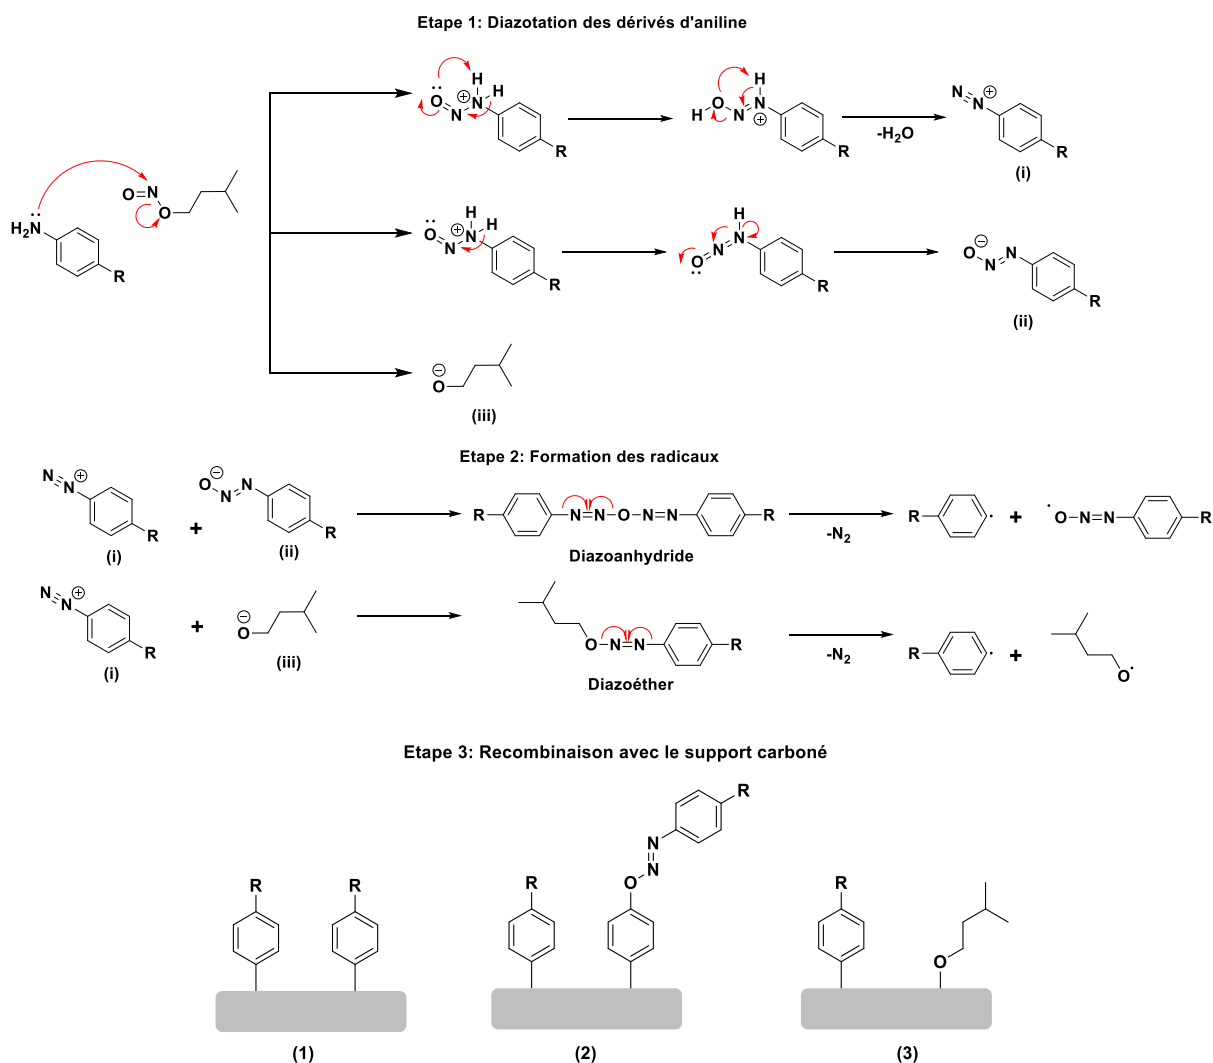 Etape 1: Diazotation des dérivés d'aniline
H H
O N N ⊕
R
H O N N H ⊕
R
-H₂O
N N ⊕
R
(i)
H₂N
R
O N O
H H
O N N ⊕
R
O N N H
R
⊖ O N N
R
(ii)
⊖ O
(iii)
Etape 2: Formation des radicaux
N N ⊕
R
(i)
+
⊖ O N N
R
(ii)
R N=N O N=N R
Diazoanhydride
-N₂
R
+
O N=N R
N N ⊕
R
(i)
+
⊖ O
(iii)
O N=N R
Diazoéther
-N₂
R
+
O
Etape 3: Recombinaison avec le support carboné
R R
(1)
R
N
N
O
R
(2)
R
O
(3)